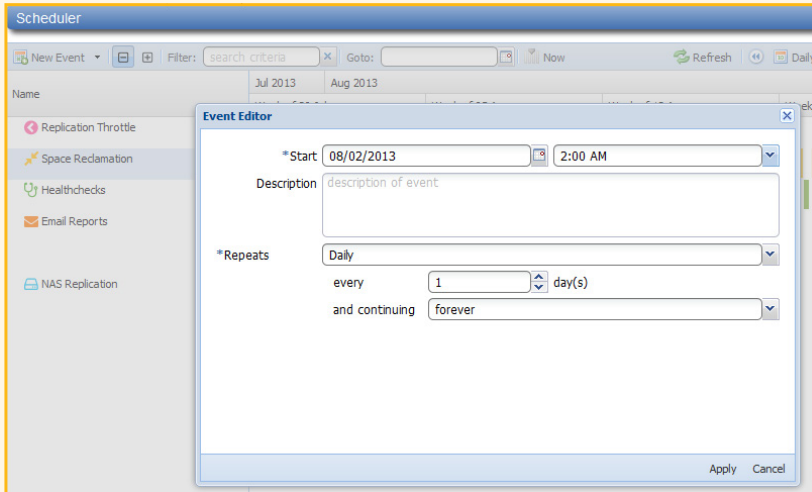 Scheduler
New Event Filter: search criteria Goto: Now Refresh Daily
Jul 2013 Aug 2013
Name
Event Editor
Replication Throttle
*Start 08/02/2013 2:00 AM
Space Reclamation
Description description of event
Healthchecks
Email Reports
*Repeats Daily
every 1 day(s)
NAS Replication
and continuing forever
Apply Cancel